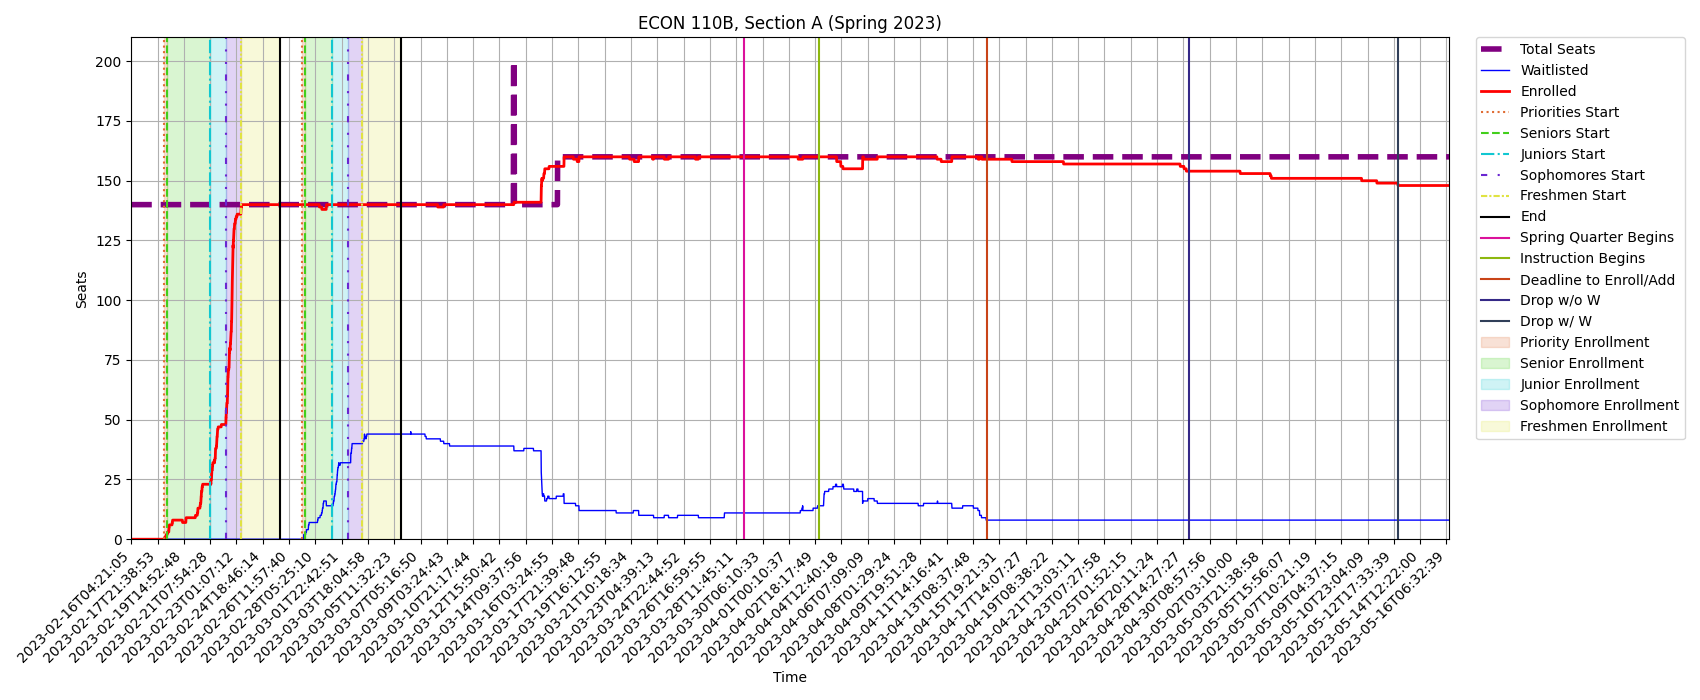 ECON 110B, Section A (Spring 2023)
Seats
200
175
150
125
100
75
50
25
0
2023-02-16T04:21:05
2023-02-17T21:38:53
2023-02-19T14:52:48
2023-02-21T07:54:28
2023-02-23T01:07:12
2023-02-24T18:46:14
2023-02-26T11:57:40
2023-02-28T05:25:10
2023-03-01T22:42:51
2023-03-03T18:04:58
2023-03-05T11:32:23
2023-03-07T05:16:50
2023-03-09T03:24:43
2023-03-10T21:17:44
2023-03-12T15:50:42
2023-03-14T09:37:56
2023-03-16T03:24:55
2023-03-17T21:39:48
2023-03-19T16:12:55
2023-03-21T10:18:34
2023-03-23T04:39:13
2023-03-24T22:44:52
2023-03-26T16:59:55
2023-03-28T11:45:11
2023-03-30T06:10:33
2023-04-01T00:10:37
2023-04-02T18:17:49
2023-04-04T12:40:18
2023-04-06T07:09:09
2023-04-08T01:29:24
2023-04-09T19:51:28
2023-04-11T14:16:41
2023-04-13T08:37:48
2023-04-15T19:21:31
2023-04-17T14:07:27
2023-04-19T08:38:22
2023-04-21T13:03:11
2023-04-23T07:27:58
2023-04-25T01:52:15
2023-04-26T20:11:24
2023-04-28T14:27:27
2023-04-30T08:57:56
2023-05-02T03:10:00
2023-05-03T21:38:58
2023-05-05T15:56:07
2023-05-07T10:21:19
2023-05-09T04:37:15
2023-05-10T23:04:09
2023-05-12T17:33:39
2023-05-14T12:22:00
2023-05-16T06:32:39
Time
Total Seats
Waitlisted
Enrolled
Priorities Start
Seniors Start
Juniors Start
Sophomores Start
Freshmen Start
End
Spring Quarter Begins
Instruction Begins
Deadline to Enroll/Add
Drop w/o W
Drop w/ W
Priority Enrollment
Senior Enrollment
Junior Enrollment
Sophomore Enrollment
Freshmen Enrollment